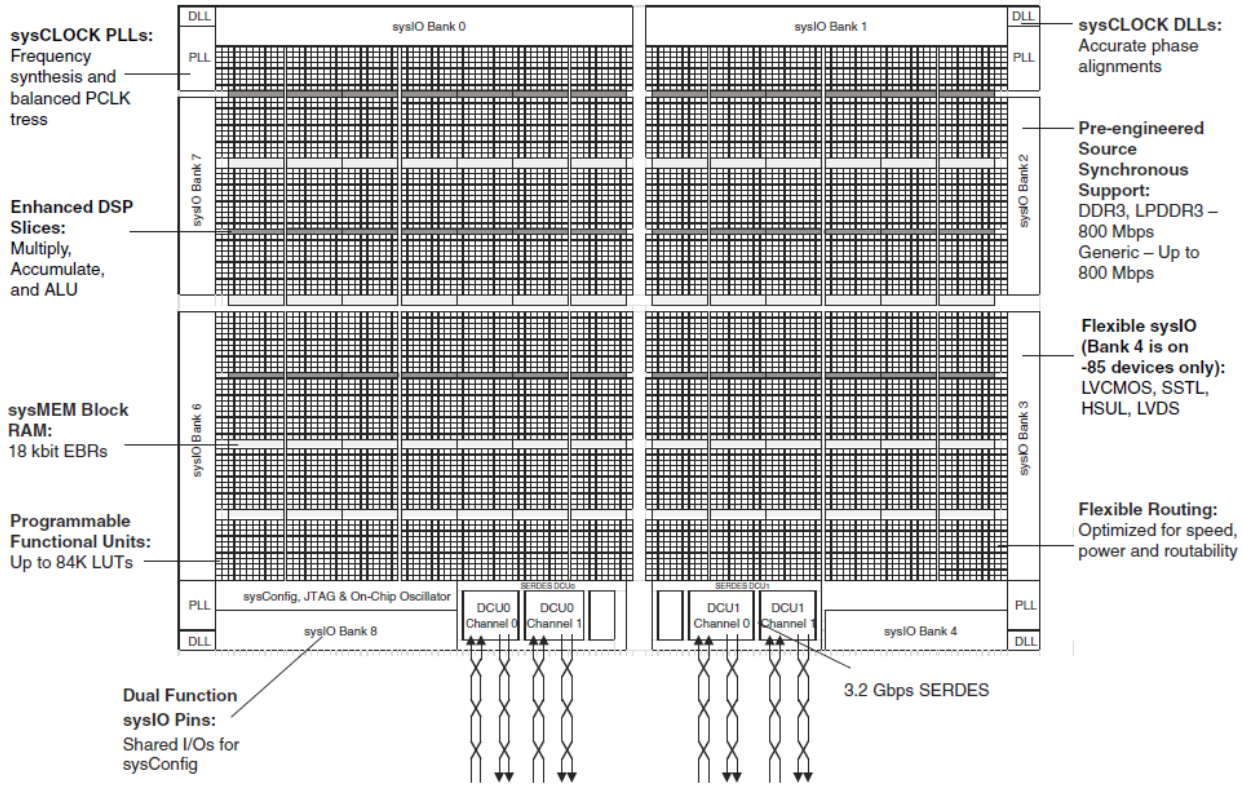 DLL
sysIO Bank 0
sysIO Bank 1
DLL
sysCLOCK PLLs:
Frequency
synthesis and
balanced PCLK
tress
PLL
PLL
sysCLOCK DLLs:
Accurate phase
alignments
sysIO Bank 7
sysIO Bank 2
Pre-engineered
Source
Synchronous
Support:
DDR3, LPDDR3 –
800 Mbps
Generic – Up to
800 Mbps
Enhanced DSP
Slices:
Multiply,
Accumulate,
and ALU
Flexible sysIO
(Bank 4 is on
-85 devices only):
LVCMOS, SSTL,
HSUL, LVDS
sysIO Bank 6
sysIO Bank 3
sysMEM Block
RAM:
18 kbit EBRs
Programmable
Functional Units:
Up to 84K LUTs
Flexible Routing:
Optimized for speed,
power and routability
PLL
sysConfig, JTAG & On-Chip Oscillator
SERDES DCU0
SERDES DCU1
PLL
DCU0
Channel 0
DCU0
Channel 1
DCU1
Channel 0
DCU1
Channel 1
DLL
sysIO Bank 8
sysIO Bank 4
DLL
3.2 Gbps SERDES
Dual Function
sysIO Pins:
Shared I/Os for
sysConfig